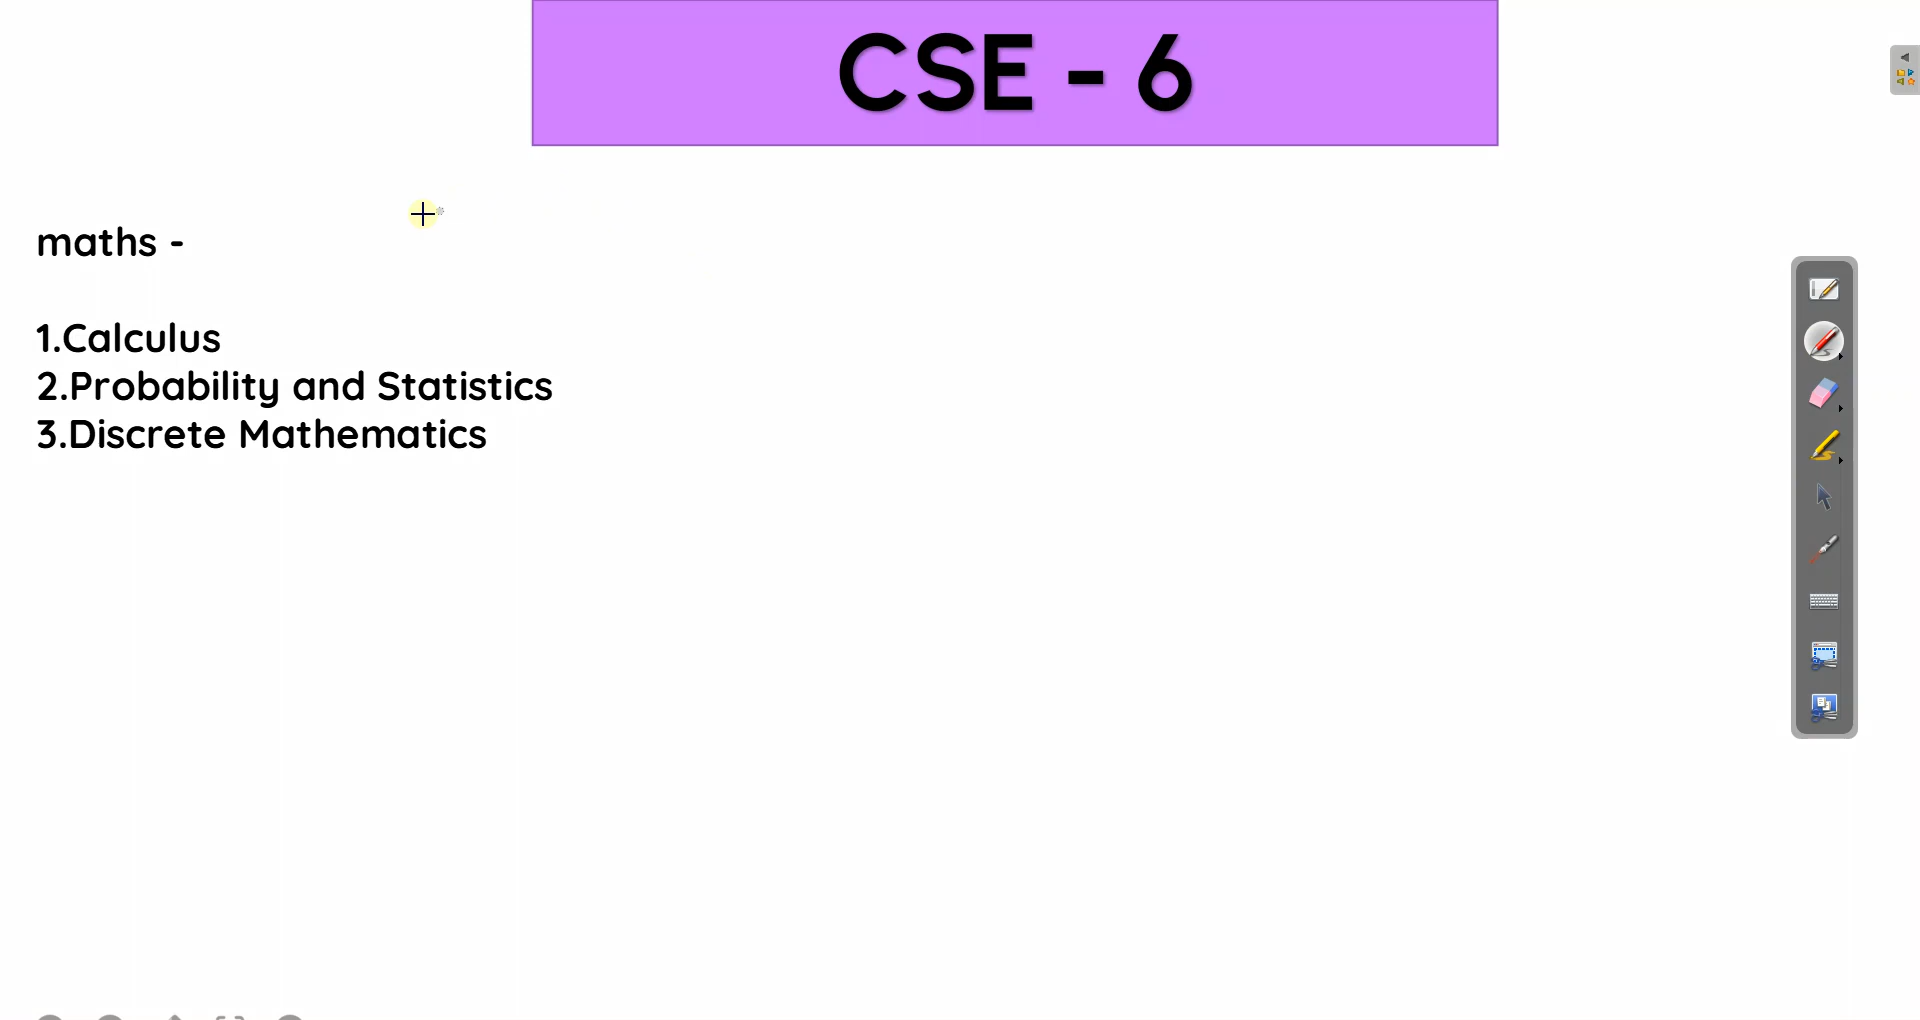 CSE - 6
maths -
1.Calculus
2.Probability and Statistics
3.Discrete Mathematics